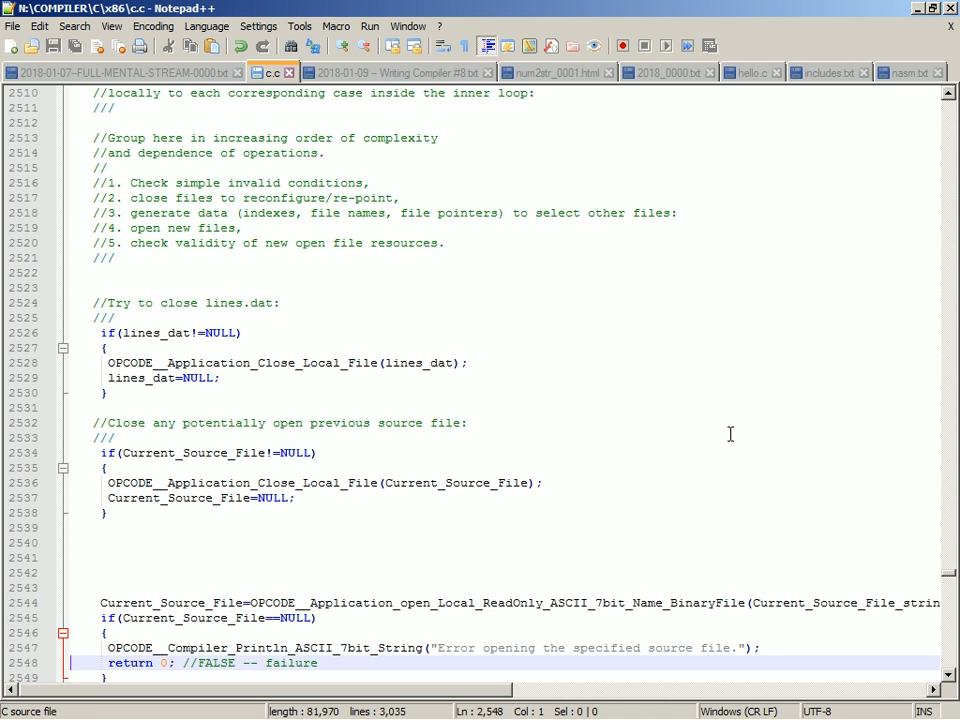 N:\COMPILER\C\x86\c.c - Notepad++
File Edit Search View Encoding Language Settings Tools Macro Run Window ? X
2018-01-07-FULL-MENTAL-STREAM-0000.txt c.c 2018-01-09 -- Writing Compiler #8.txt num2str_0001.html 2018_0000.txt hello.c includes.txt nasm.txt
2510 //locally to each corresponding case inside the inner loop:
2511 ///
2512
2513 //Group here in increasing order of complexity
2514 //and dependence of operations.
2515 //
2516 //1. Check simple invalid conditions,
2517 //2. close files to reconfigure/re-point,
2518 //3. generate data (indexes, file names, file pointers) to select other files:
2519 //4. open new files,
2520 //5. check validity of new open file resources.
2521 ///
2522
2523
2524 //Try to close lines.dat:
2525 ///
2526 if(lines_dat!=NULL)
2527 {
2528 OPCODE__Application_Close_Local_File(lines_dat);
2529 lines_dat=NULL;
2530 }
2531
2532 //Close any potentially open previous source file:
2533 ///
2534 if(Current_Source_File!=NULL)
2535 {
2536 OPCODE__Application_Close_Local_File(Current_Source_File);
2537 Current_Source_File=NULL;
2538 }
2539
2540
2541
2542
2543
2544 Current_Source_File=OPCODE__Application_open_Local_ReadOnly_ASCII_7bit_Name_BinaryFile(Current_Source_File_strin
2545 if(Current_Source_File==NULL)
2546 {
2547 OPCODE__Compiler_Println_ASCII_7bit_String("Error opening the specified source file.");
2548 return 0; //FALSE -- failure
2549 }
C source file length : 81,970 lines : 3,035 Ln : 2,548 Col : 1 Sel : 0 | 0 Windows (CR LF) UTF-8 INS